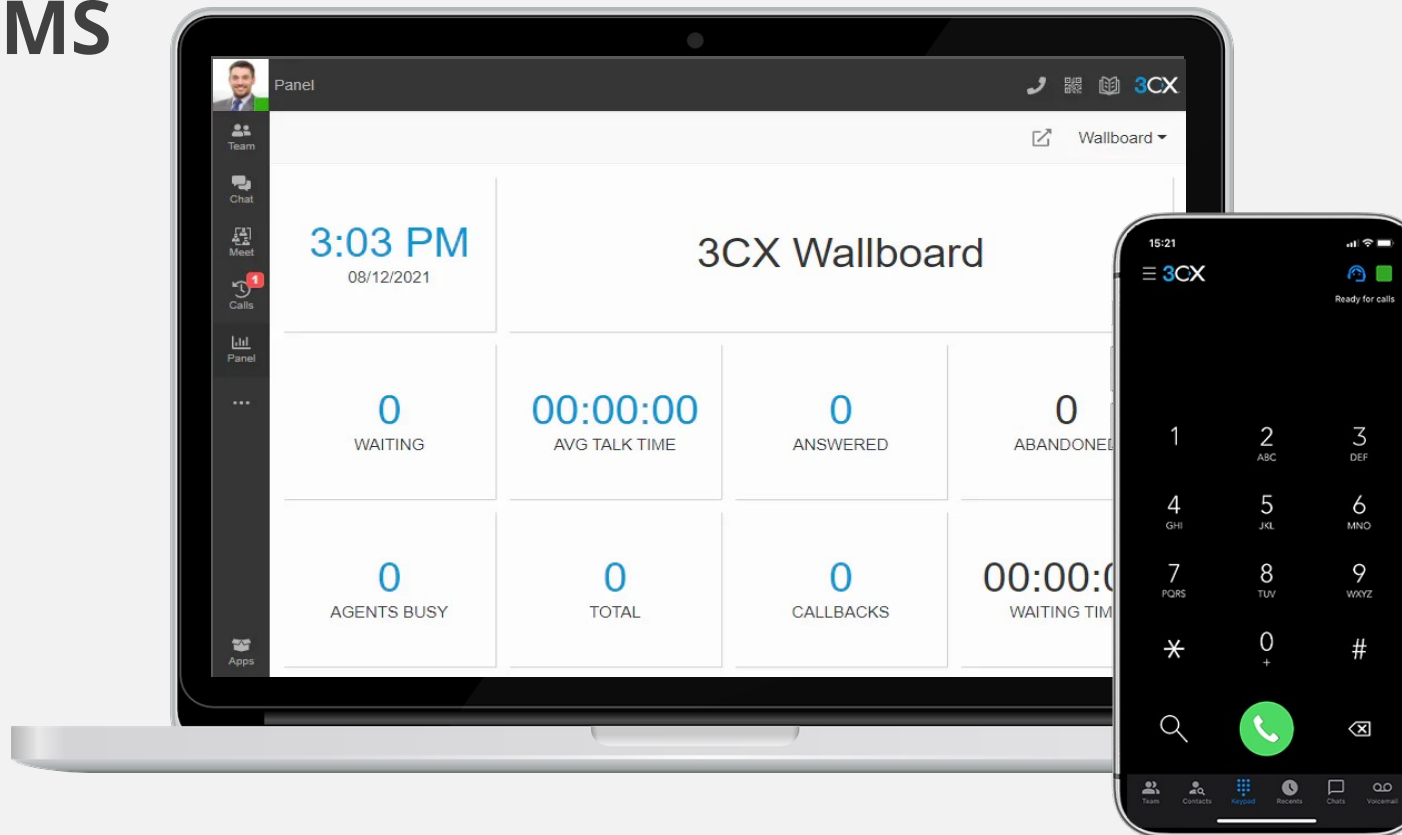 MS
Panel
3CX
Team
Wallboard
Chat
Meet
1
Calls
Panel
Apps
3:03 PM
08/12/2021
3CX Wallboard
0
WAITING
00:00:00
AVG TALK TIME
0
ANSWERED
0
ABANDONED
0
AGENTS BUSY
0
TOTAL
0
CALLBACKS
00:00:0
WAITING TIM
15:21
3CX
Ready for calls
1 2 3
ABC DEF
4 5 6
GHI JKL MNO
7 8 9
PQRS TUV WXYZ
* 0 #
+
Team Contacts Keypad Recents Chats Voicemail